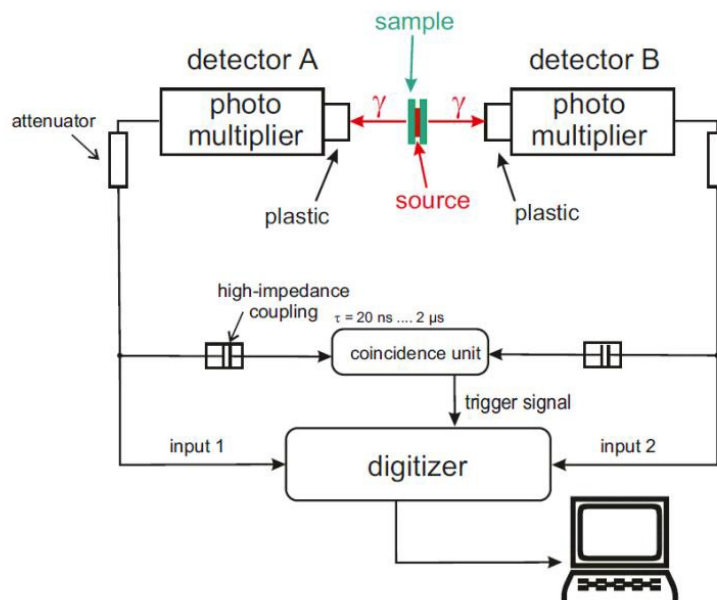 sample
detector A
detector B
γ
γ
photo
multiplier
photo
multiplier
attenuator
plastic
source
plastic
high-impedance
coupling
τ = 20 ns .... 2 μs
coincidence unit
trigger signal
input 1
input 2
digitizer